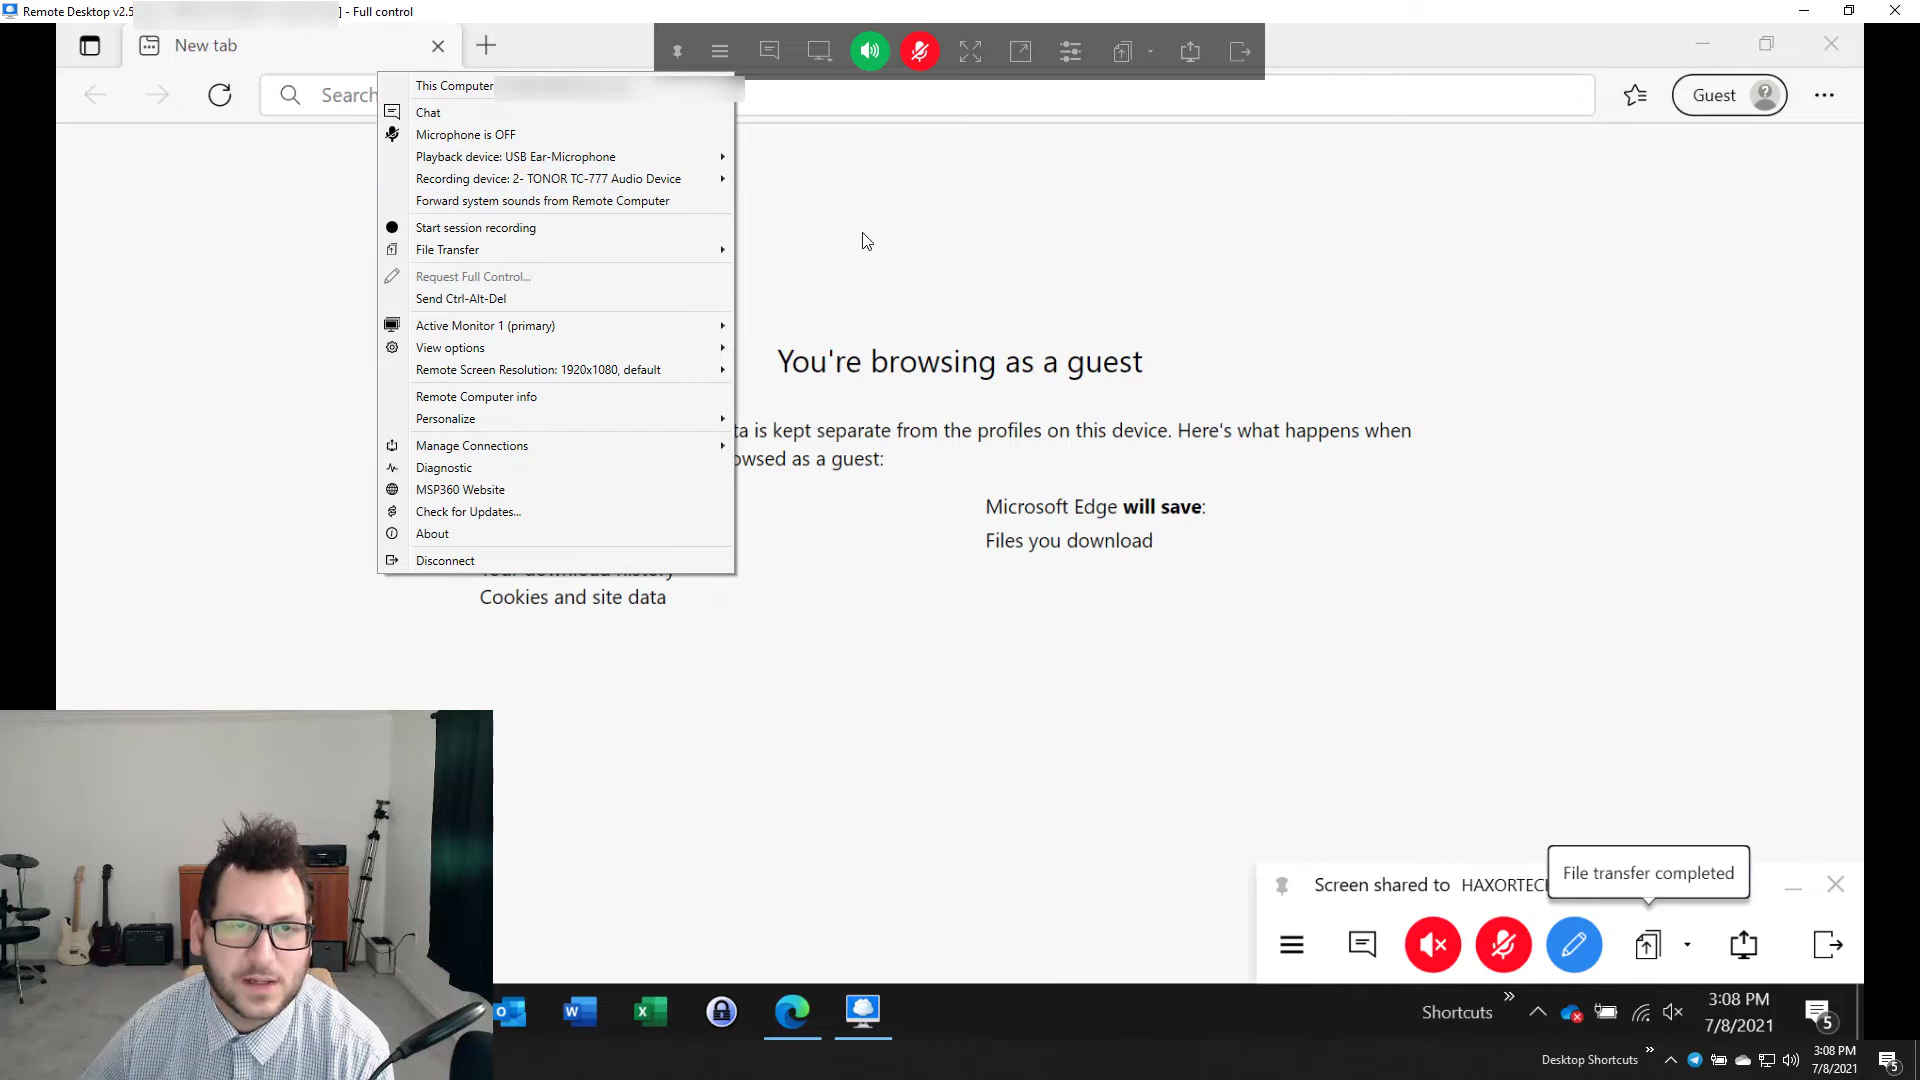 Remote Desktop v2.5
] - Full control
New tab
Search
Guest
This Computer
Chat
Microphone is OFF
Playback device: USB Ear-Microphone
Recording device: 2- TONOR TC-777 Audio Device
Forward system sounds from Remote Computer
Start session recording
File Transfer
Request Full Control...
Send Ctrl-Alt-Del
Active Monitor 1 (primary)
View options
Remote Screen Resolution: 1920x1080, default
Remote Computer info
Personalize
Manage Connections
Diagnostic
MSP360 Website
Check for Updates...
About
Disconnect
You're browsing as a guest
is kept separate from the profiles on this device. Here's what happens when
as a guest:
Microsoft Edge will save:
Files you download
Cookies and site data
File transfer completed
Screen shared to HAXORTECH
Shortcuts
3:08 PM
7/8/2021
5
Desktop Shortcuts
3:08 PM
7/8/2021
5